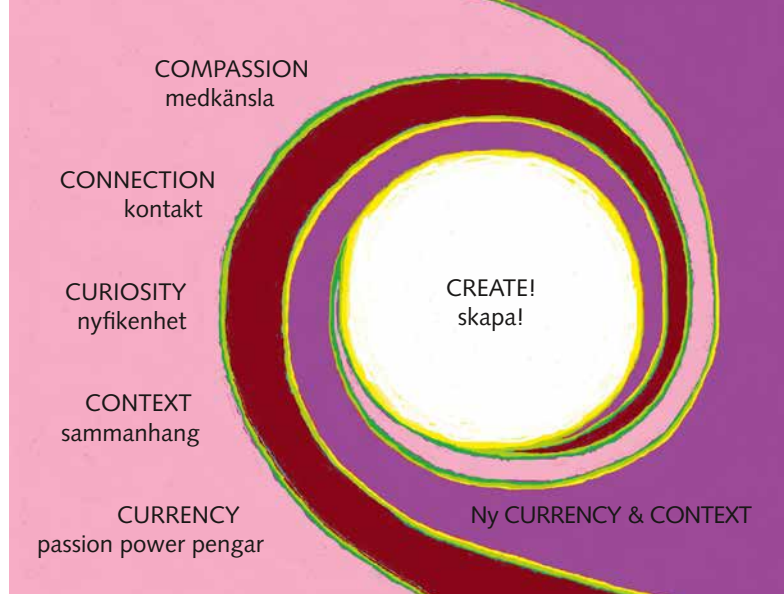 COMPASSION
medkänsla
CONNECTION
kontakt
CURIOSITY
nyfikenhet
CONTEXT
sammanhang
CURRENCY
passion power pengar
CREATE!
skapa!
Ny CURRENCY & CONTEXT